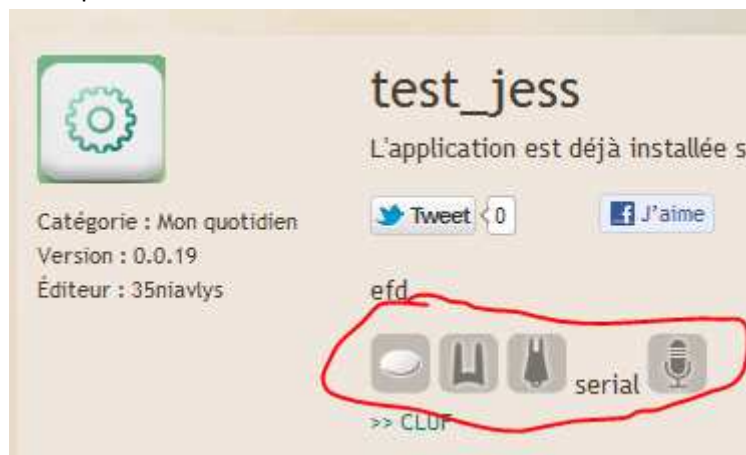 test_jess
L'application est déjà installée s
Tweet 0
J'aime
Catégorie : Mon quotidien
Version : 0.0.19
Éditeur : 35niavlys
efd
serial
>> CLUF